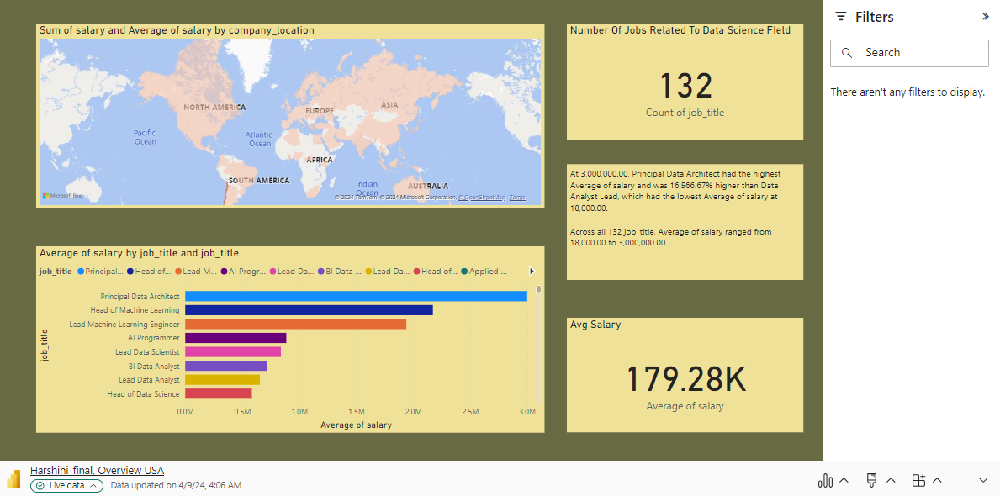 Sum of salary and Average of salary by company_location
NORTH AMERICA
EUROPE
ASIA
Pacific
Ocean
Atlantic
Ocean
AFRICA
SOUTH AMERICA
Indian
Ocean
AUSTRALIA
Microsoft Bing
© 2024 TomTom, © 2024 Microsoft Corporation, © OpenStreetMap Terms
Average of salary by job_title and job_title
job_title Principal... Head of... Lead M... AI Progr... Lead Da... BI Data ... Lead Da... Head of... Applied ...
job_title
Principal Data Architect
Head of Machine Learning
Lead Machine Learning Engineer
AI Programmer
Lead Data Scientist
BI Data Analyst
Lead Data Analyst
Head of Data Science
0.0M 0.5M 1.0M 1.5M 2.0M 2.5M 3.0M
Average of salary
Number Of Jobs Related To Data Science FIeld
132
Count of job_title
At 3,000,000.00, Principal Data Architect had the highest
Average of salary and was 16,566.67% higher than Data
Analyst Lead, which had the lowest Average of salary at
18,000.00.
Across all 132 job_title, Average of salary ranged from
18,000.00 to 3,000,000.00.
Avg Salary
179.28K
Average of salary
Filters
Search
There aren't any filters to display.
Harshini_final, Overview USA
Live data
Data updated on 4/9/24, 4:06 AM